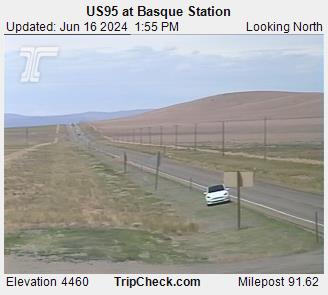 US95 at Basque Station
Updated: Jun 16 2024 1:55 PM Looking North
Elevation 4460 TripCheck.com Milepost 91.62